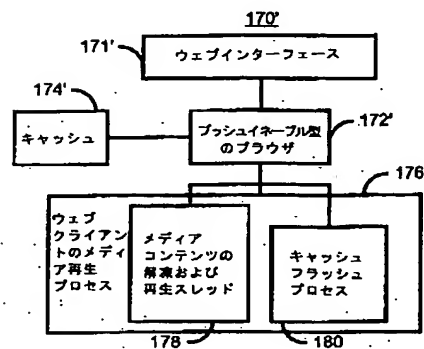 170'
171'
ウェブインターフェース
174'
キャッシュ
プッシュイネーブル型
のブラウザ
172'
176
ウェブ
クライアン
トのメディ
ア再生
プロセス
メディア
コンテンツの
解凍および
再生スレッド
キャッシュ
フラッシュ
プロセス
178
180